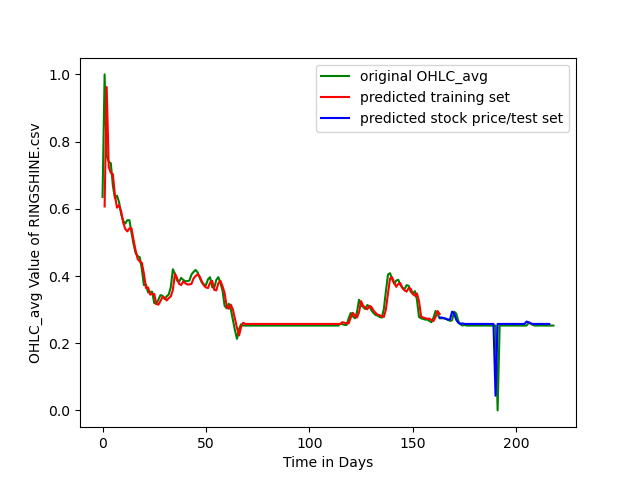 original OHLC_avg
predicted training set
predicted stock price/test set
OHLC_avg Value of RINGSHINE.csv
1.0
0.8
0.6
0.4
0.2
0.0
0 50 100 150 200
Time in Days